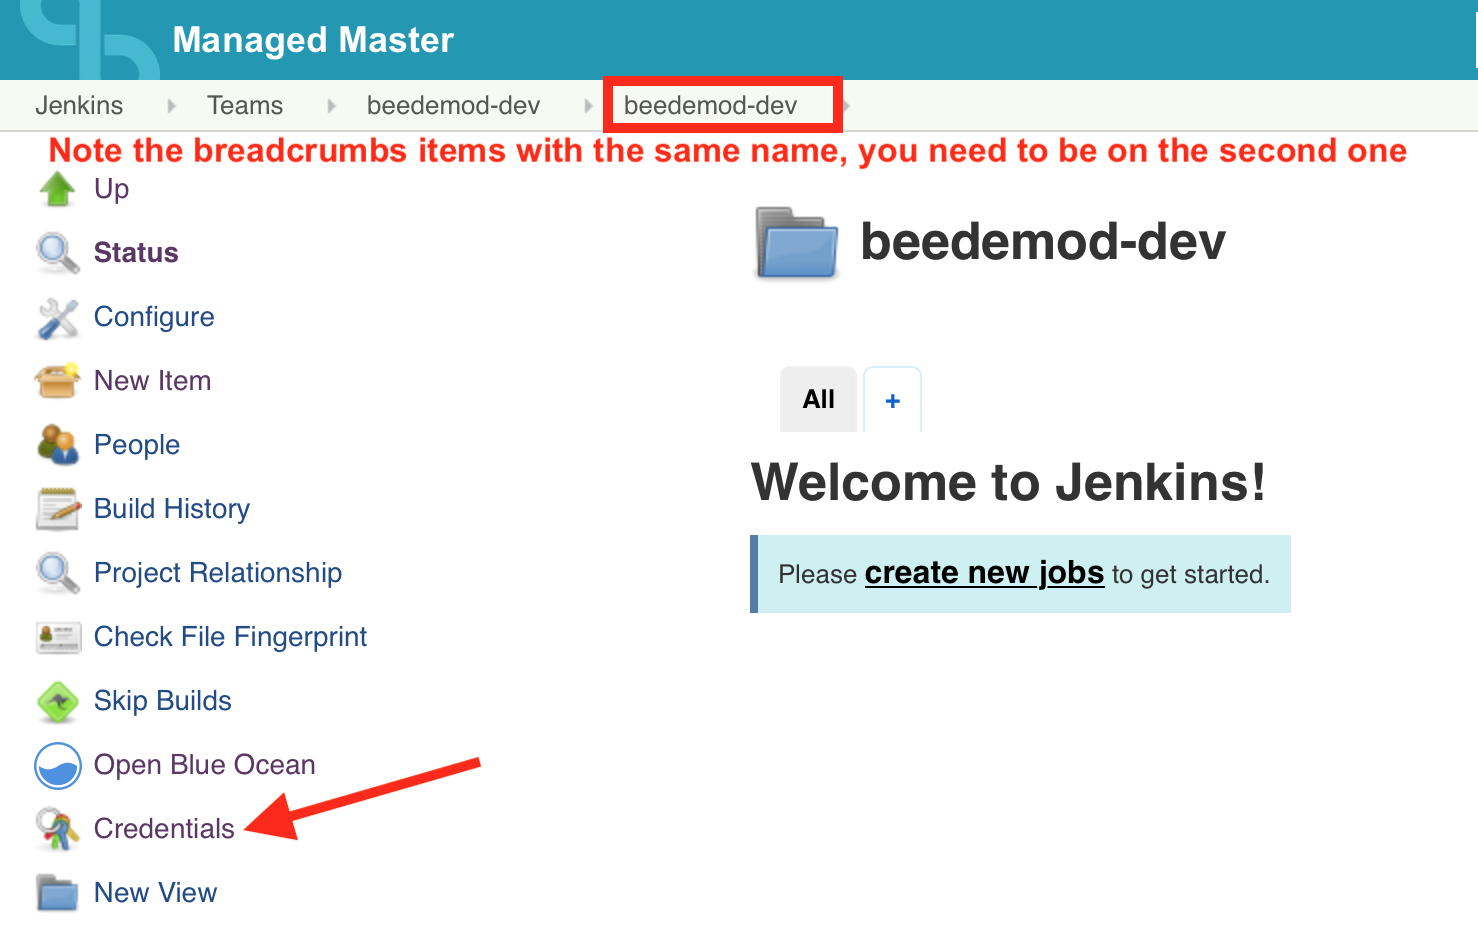 Managed Master
Jenkins Teams beedemod-dev beedemod-dev
Note the breadcrumbs items with the same name, you need to be on the second one
Up
Status
Configure
New Item
People
Build History
Project Relationship
Check File Fingerprint
Skip Builds
Open Blue Ocean
Credentials
New View
beedemod-dev
All +
Welcome to Jenkins!
Please create new jobs to get started.